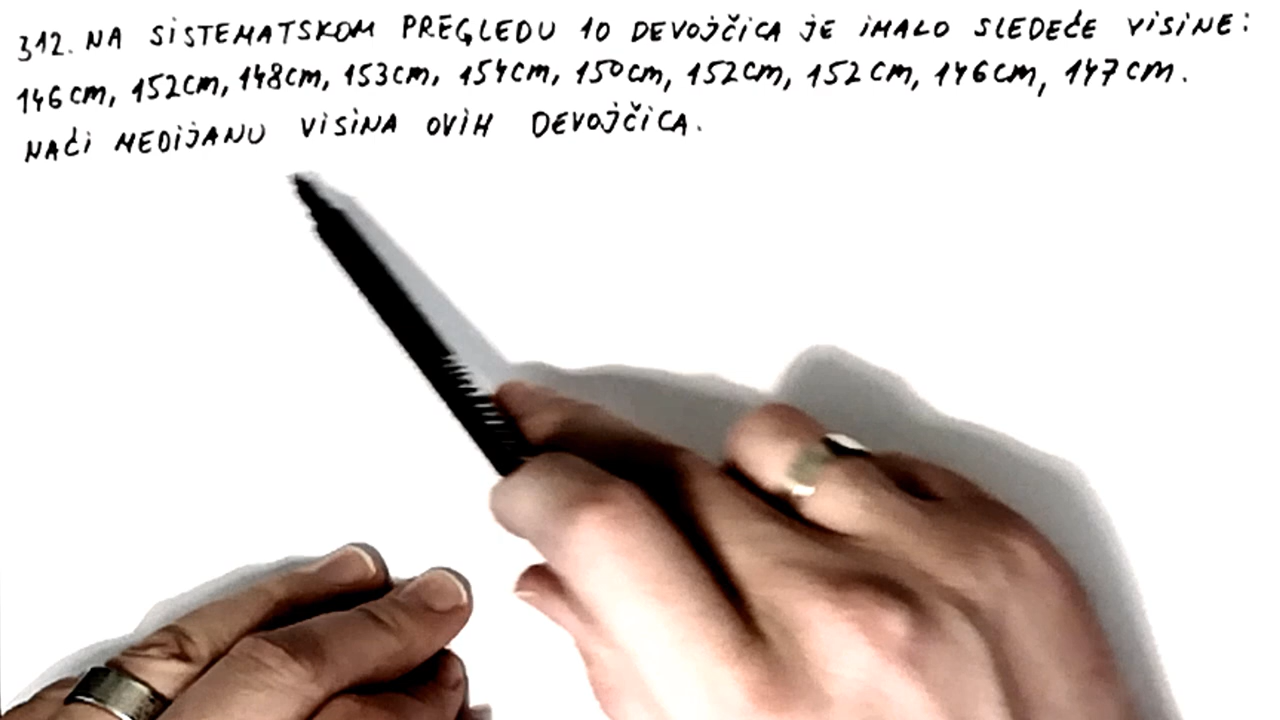 312. NA SISTEMATSKOM PREGLEDU 10 DEVOJČICA JE IMALO SLEDEĆE VISINE:
146cm, 152cm, 148cm, 153cm, 154cm, 150cm, 152cm, 152cm, 146cm, 147cm.
NAĆI MEDIJANU VISINA OVIH DEVOJČICA.